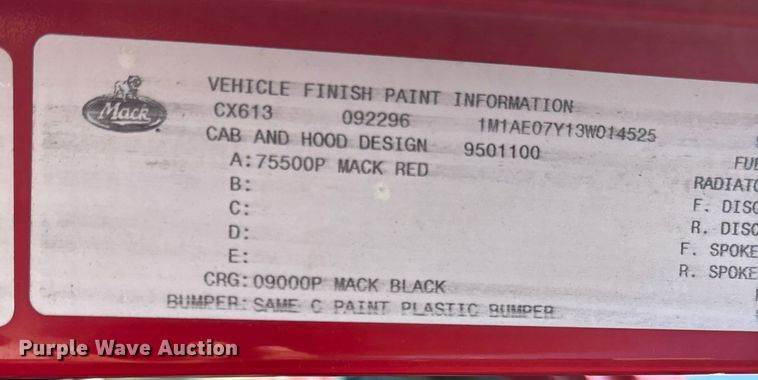 Mack
VEHICLE FINISH PAINT INFORMATION
CX613 092296 1M1AE07Y13W014525
CAB AND HOOD DESIGN 9501100
A:75500P MACK RED
B:
C:
D:
E:
CRG:09000P MACK BLACK
BUMPER:SAME C PAINT PLASTIC BUMPER
FU
RADIATO
F. DISC
R. DISC
F. SPOKE
R. SPOKE
Purple Wave Auction